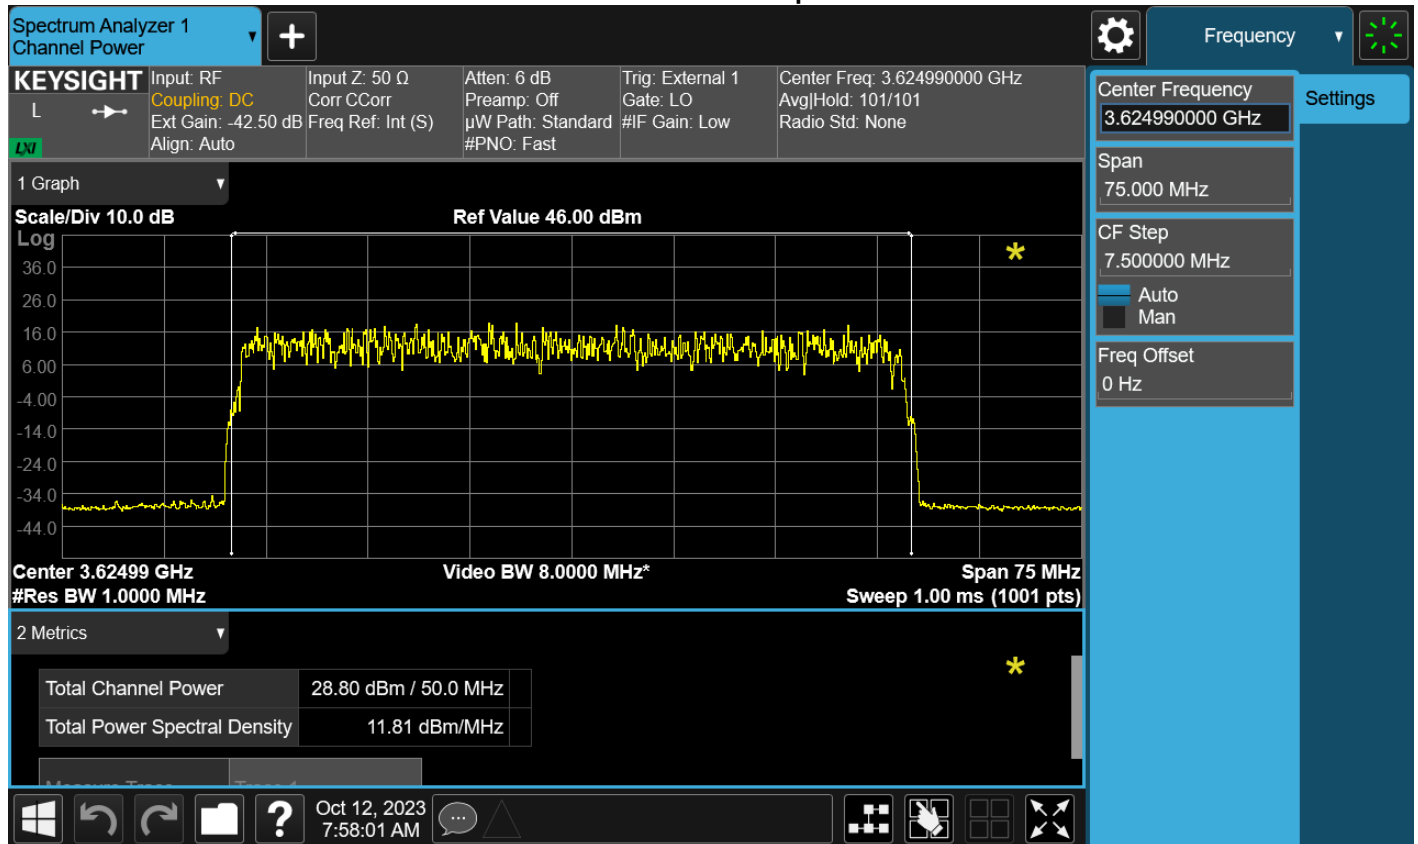 Spectrum Analyzer 1
Channel Power
Frequency
KEYSIGHT
L
LXI
Input: RF
Coupling: DC
Ext Gain: -42.50 dB
Align: Auto
Input Z: 50 Ω
Corr CCorr
Freq Ref: Int (S)
Atten: 6 dB
Preamp: Off
µW Path: Standard
#PNO: Fast
Trig: External 1
Gate: LO
#IF Gain: Low
Center Freq: 3.624990000 GHz
Avg|Hold: 101/101
Radio Std: None
Center Frequency
3.624990000 GHz
Settings
Span
75.000 MHz
CF Step
7.500000 MHz
Auto
Man
Freq Offset
0 Hz
1 Graph
Scale/Div 10.0 dB
Ref Value 46.00 dBm
Log
36.0
26.0
16.0
6.00
-4.00
-14.0
-24.0
-34.0
-44.0
*
Center 3.62499 GHz
Video BW 8.0000 MHz*
Span 75 MHz
#Res BW 1.0000 MHz
Sweep 1.00 ms (1001 pts)
2 Metrics
*
Total Channel Power 28.80 dBm / 50.0 MHz
Total Power Spectral Density 11.81 dBm/MHz
?
Oct 12, 2023
7:58:01 AM